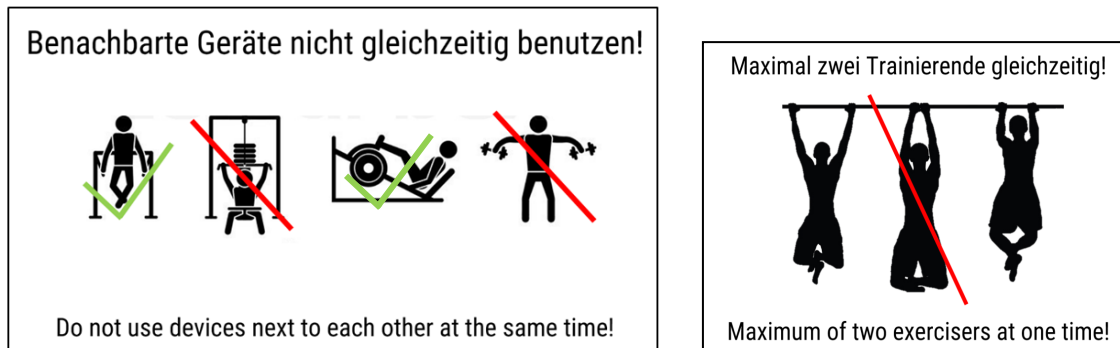 Benachbarte Geräte nicht gleichzeitig benutzen!
Do not use devices next to each other at the same time!
Maximal zwei Trainierende gleichzeitig!
Maximum of two exercisers at one time!